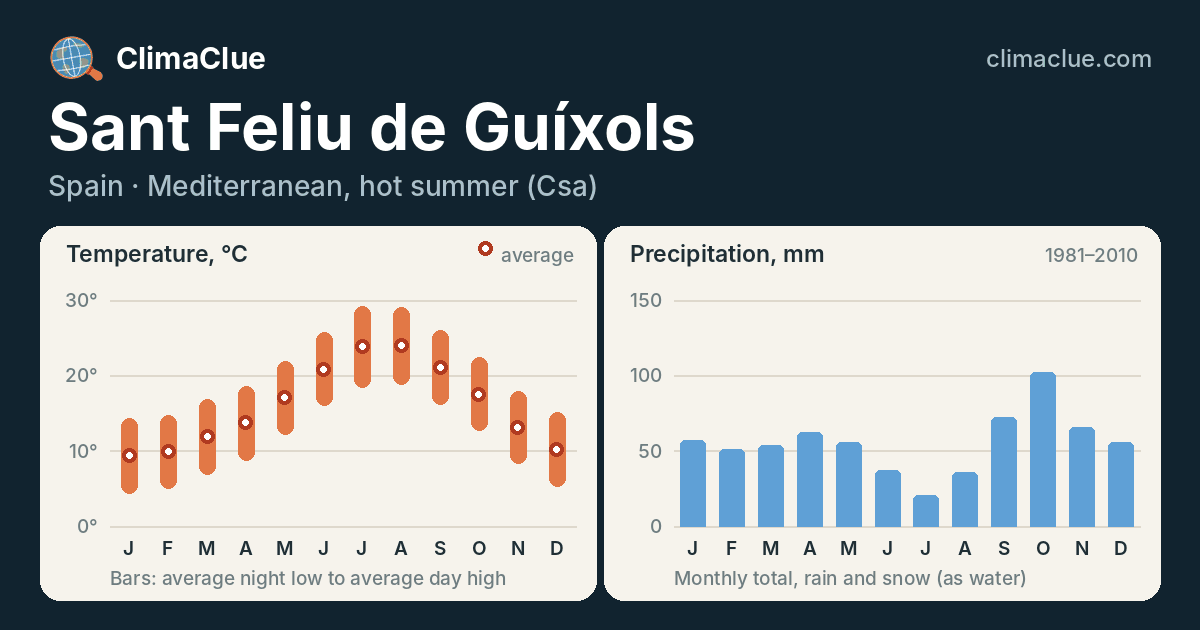 ClimaClue
climaclue.com
Sant Feliu de Guíxols
Spain · Mediterranean, hot summer (Csa)
Temperature, °C
average
30°
20°
10°
0°
J F M A M J J A S O N D
Bars: average night low to average day high
Precipitation, mm
1981–2010
150
100
50
0
J F M A M J J A S O N D
Monthly total, rain and snow (as water)